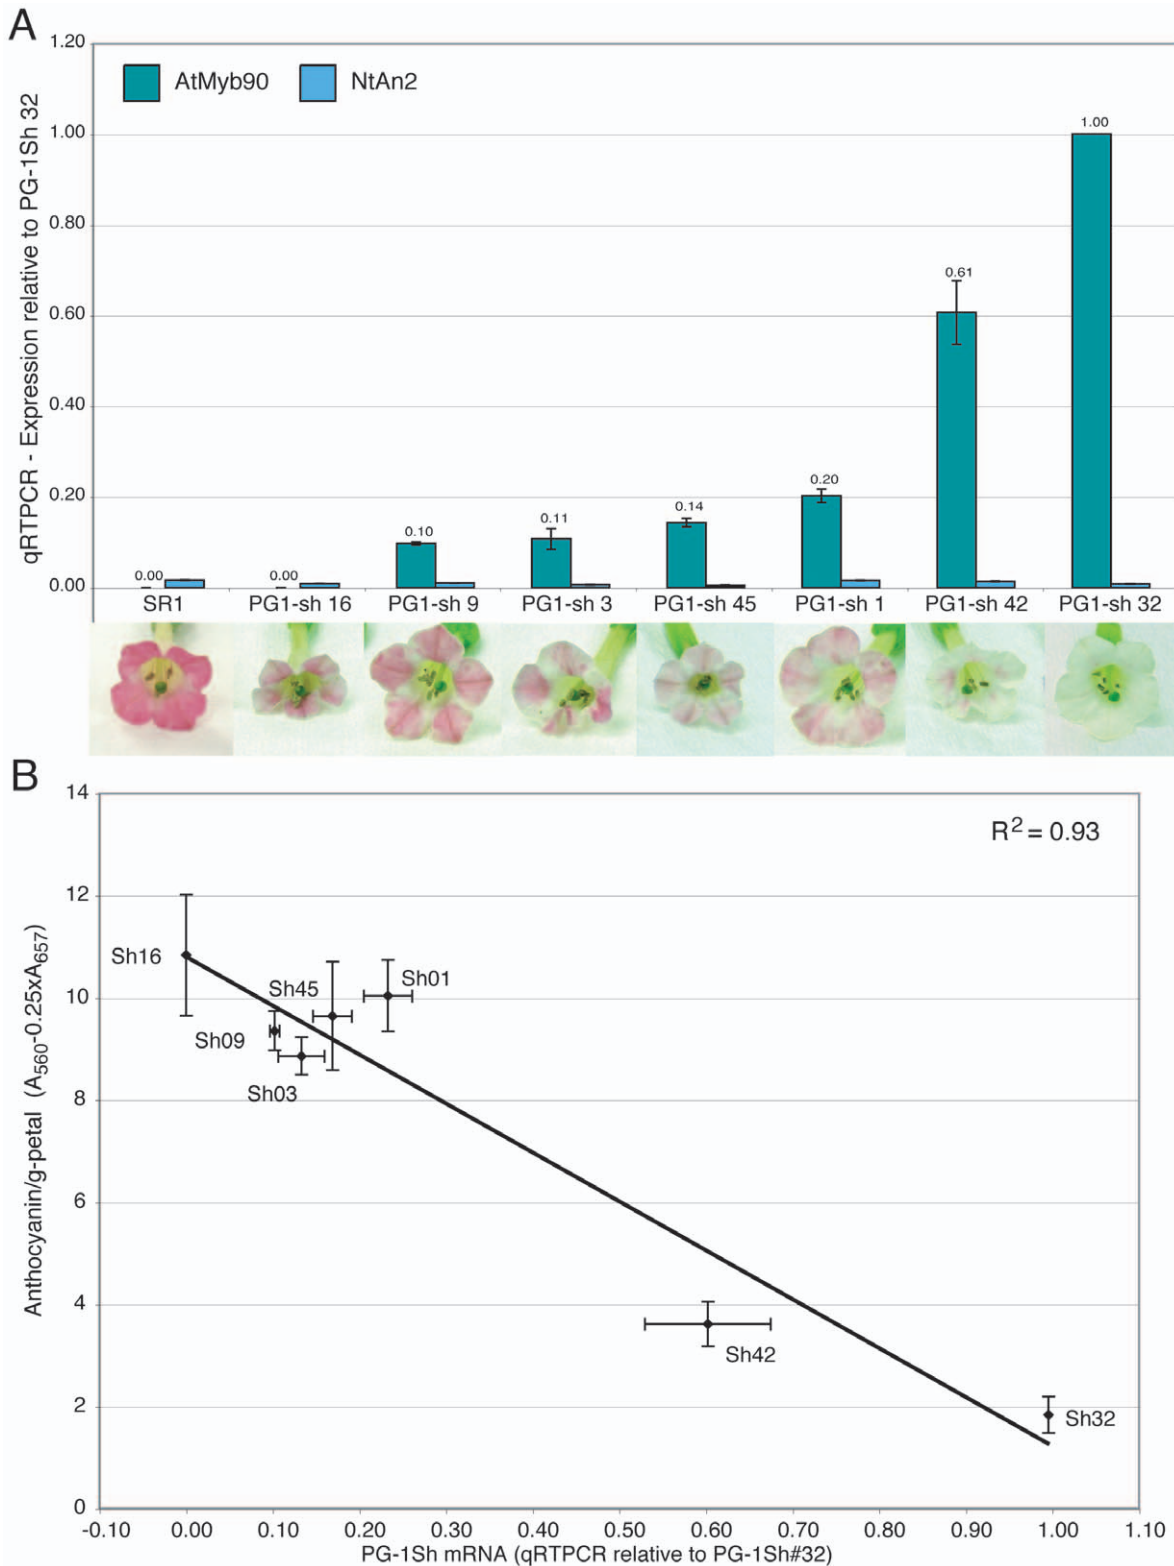 A
qRTPCR - Expression relative to PG-1Sh 32
1.20
1.00
0.80
0.60
0.40
0.20
0.00
AtMyb90 NtAn2
0.00 0.00 0.10 0.11 0.14 0.20 0.61 1.00
SR1 PG1-sh 16 PG1-sh 9 PG1-sh 3 PG1-sh 45 PG1-sh 1 PG1-sh 42 PG1-sh 32
B
Anthocyanin/g-petal (A560-0.25xA657)
14
12
10
8
6
4
2
0
R2 = 0.93
Sh16
Sh45
Sh01
Sh09
Sh03
Sh42
Sh32
-0.10 0.00 0.10 0.20 0.30 0.40 0.50 0.60 0.70 0.80 0.90 1.00 1.10
PG-1Sh mRNA (qRTPCR relative to PG-1Sh#32)